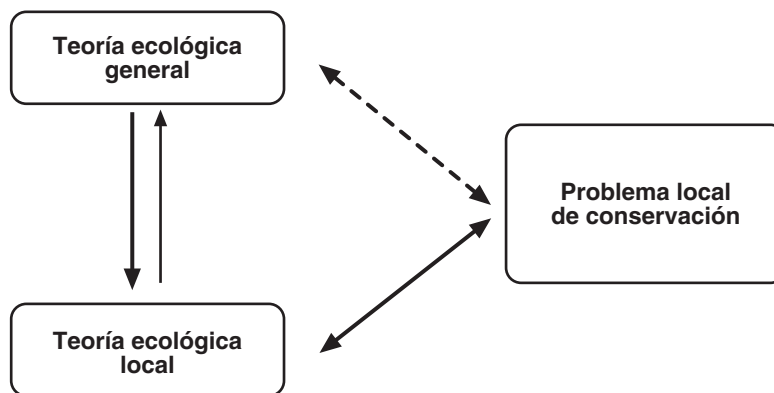 Teoría ecológica
general
Problema local
de conservación
Teoría ecológica
local